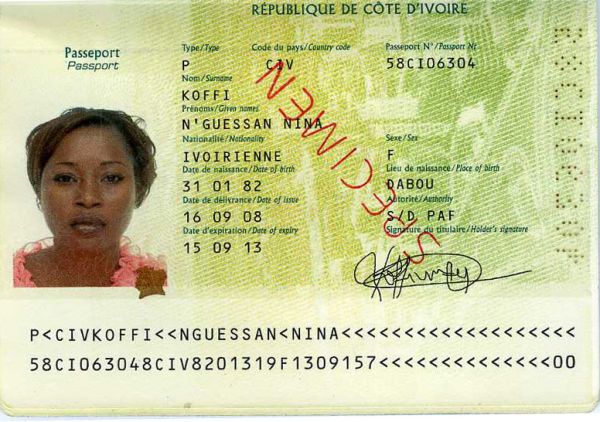 RÉPUBLIQUE DE CÔTE D'IVOIRE
Passeport
Passport
Type/Type Code du pays/Country code Passeport N°/Passport Nr
P CIV 58CI06304
Nom/Surname
KOFFI
Prénoms/Given names
N'GUESSAN NINA
Nationalité/Nationality Sexe/Sex
IVOIRIENNE F
Date de naissance/Date of birth Lieu de naissance/Place of birth
31 01 82 DABOU
Date de délivrance/Date of issue Autorité/Authority
16 09 08 S/D PAF
Date d'expiration/Date of expiry Signature du titulaire/Holder's signature
15 09 13
SPECIMEN
P<CIVKOFFI<<NGUESSAN<NINA<<<<<<<<<<<<<<<<<<<
58CI063048CIV8201319F1309157<<<<<<<<<<<<<<00